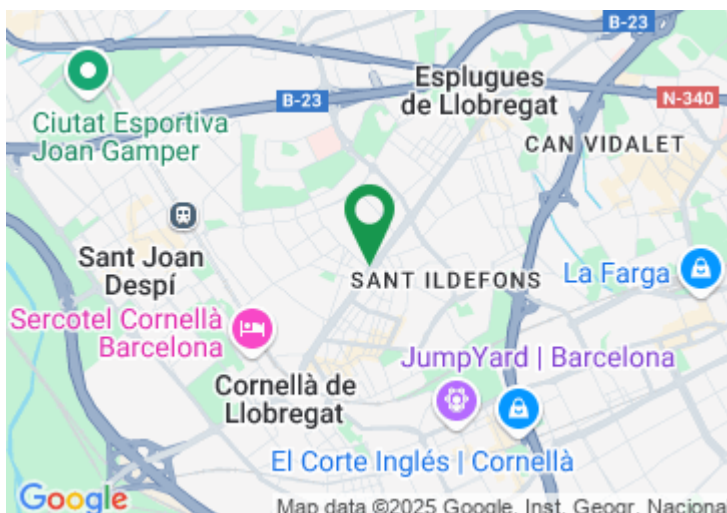 B-23
Esplugues
de Llobregat
B-23
N-340
Ciutat Esportiva
Joan Gamper
CAN VIDALET
Sant Joan
Despí
SANT ILDEFONS
La Farga
Sercotel Cornellà
Barcelona
JumpYard | Barcelona
Cornellà de
Llobregat
El Corte Inglés | Cornellà
Google
Map data ©2025 Google, Inst. Geogr. Naciona